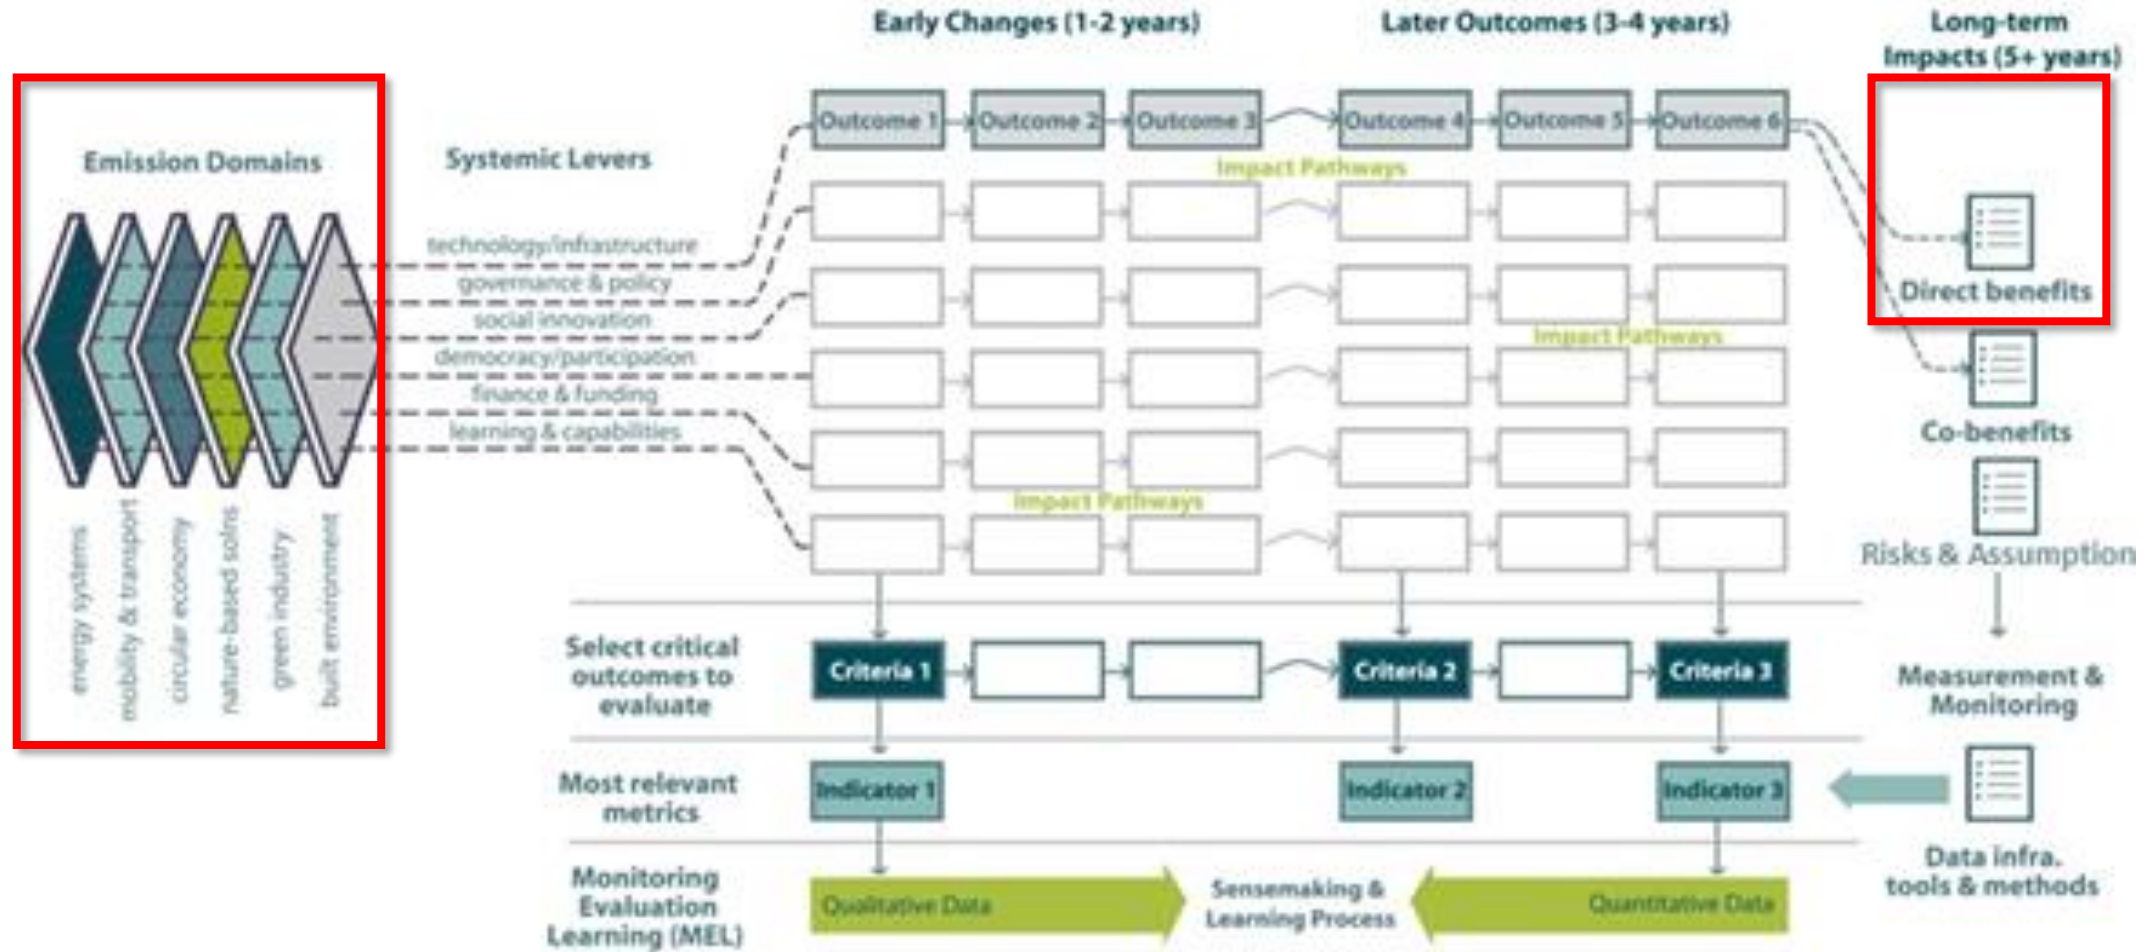 Early Changes (1-2 years)
Later Outcomes (3-4 years)
Long-term
Impacts (5+ years)
Emission Domains
Systemic Levers
Outcome 1
Outcome 2
Outcome 3
Outcome 4
Outcome 5
Outcome 6
Impact Pathways
technology/infrastructure
governance & policy
social innovation
democracy/participation
finance & funding
learning & capabilities
Impact Pathways
Impact Pathways
Direct benefits
Co-benefits
Risks & Assumption
energy systems
mobility & transport
circular economy
nature-based solns
green industry
built environment
Select critical
outcomes to
evaluate
Criteria 1
Criteria 2
Criteria 3
Measurement &
Monitoring
Most relevant
metrics
Indicator 1
Indicator 2
Indicator 3
Data infra.
tools & methods
Monitoring
Evaluation
Learning (MEL)
Qualitative Data
Sensemaking &
Learning Process
Quantitative Data